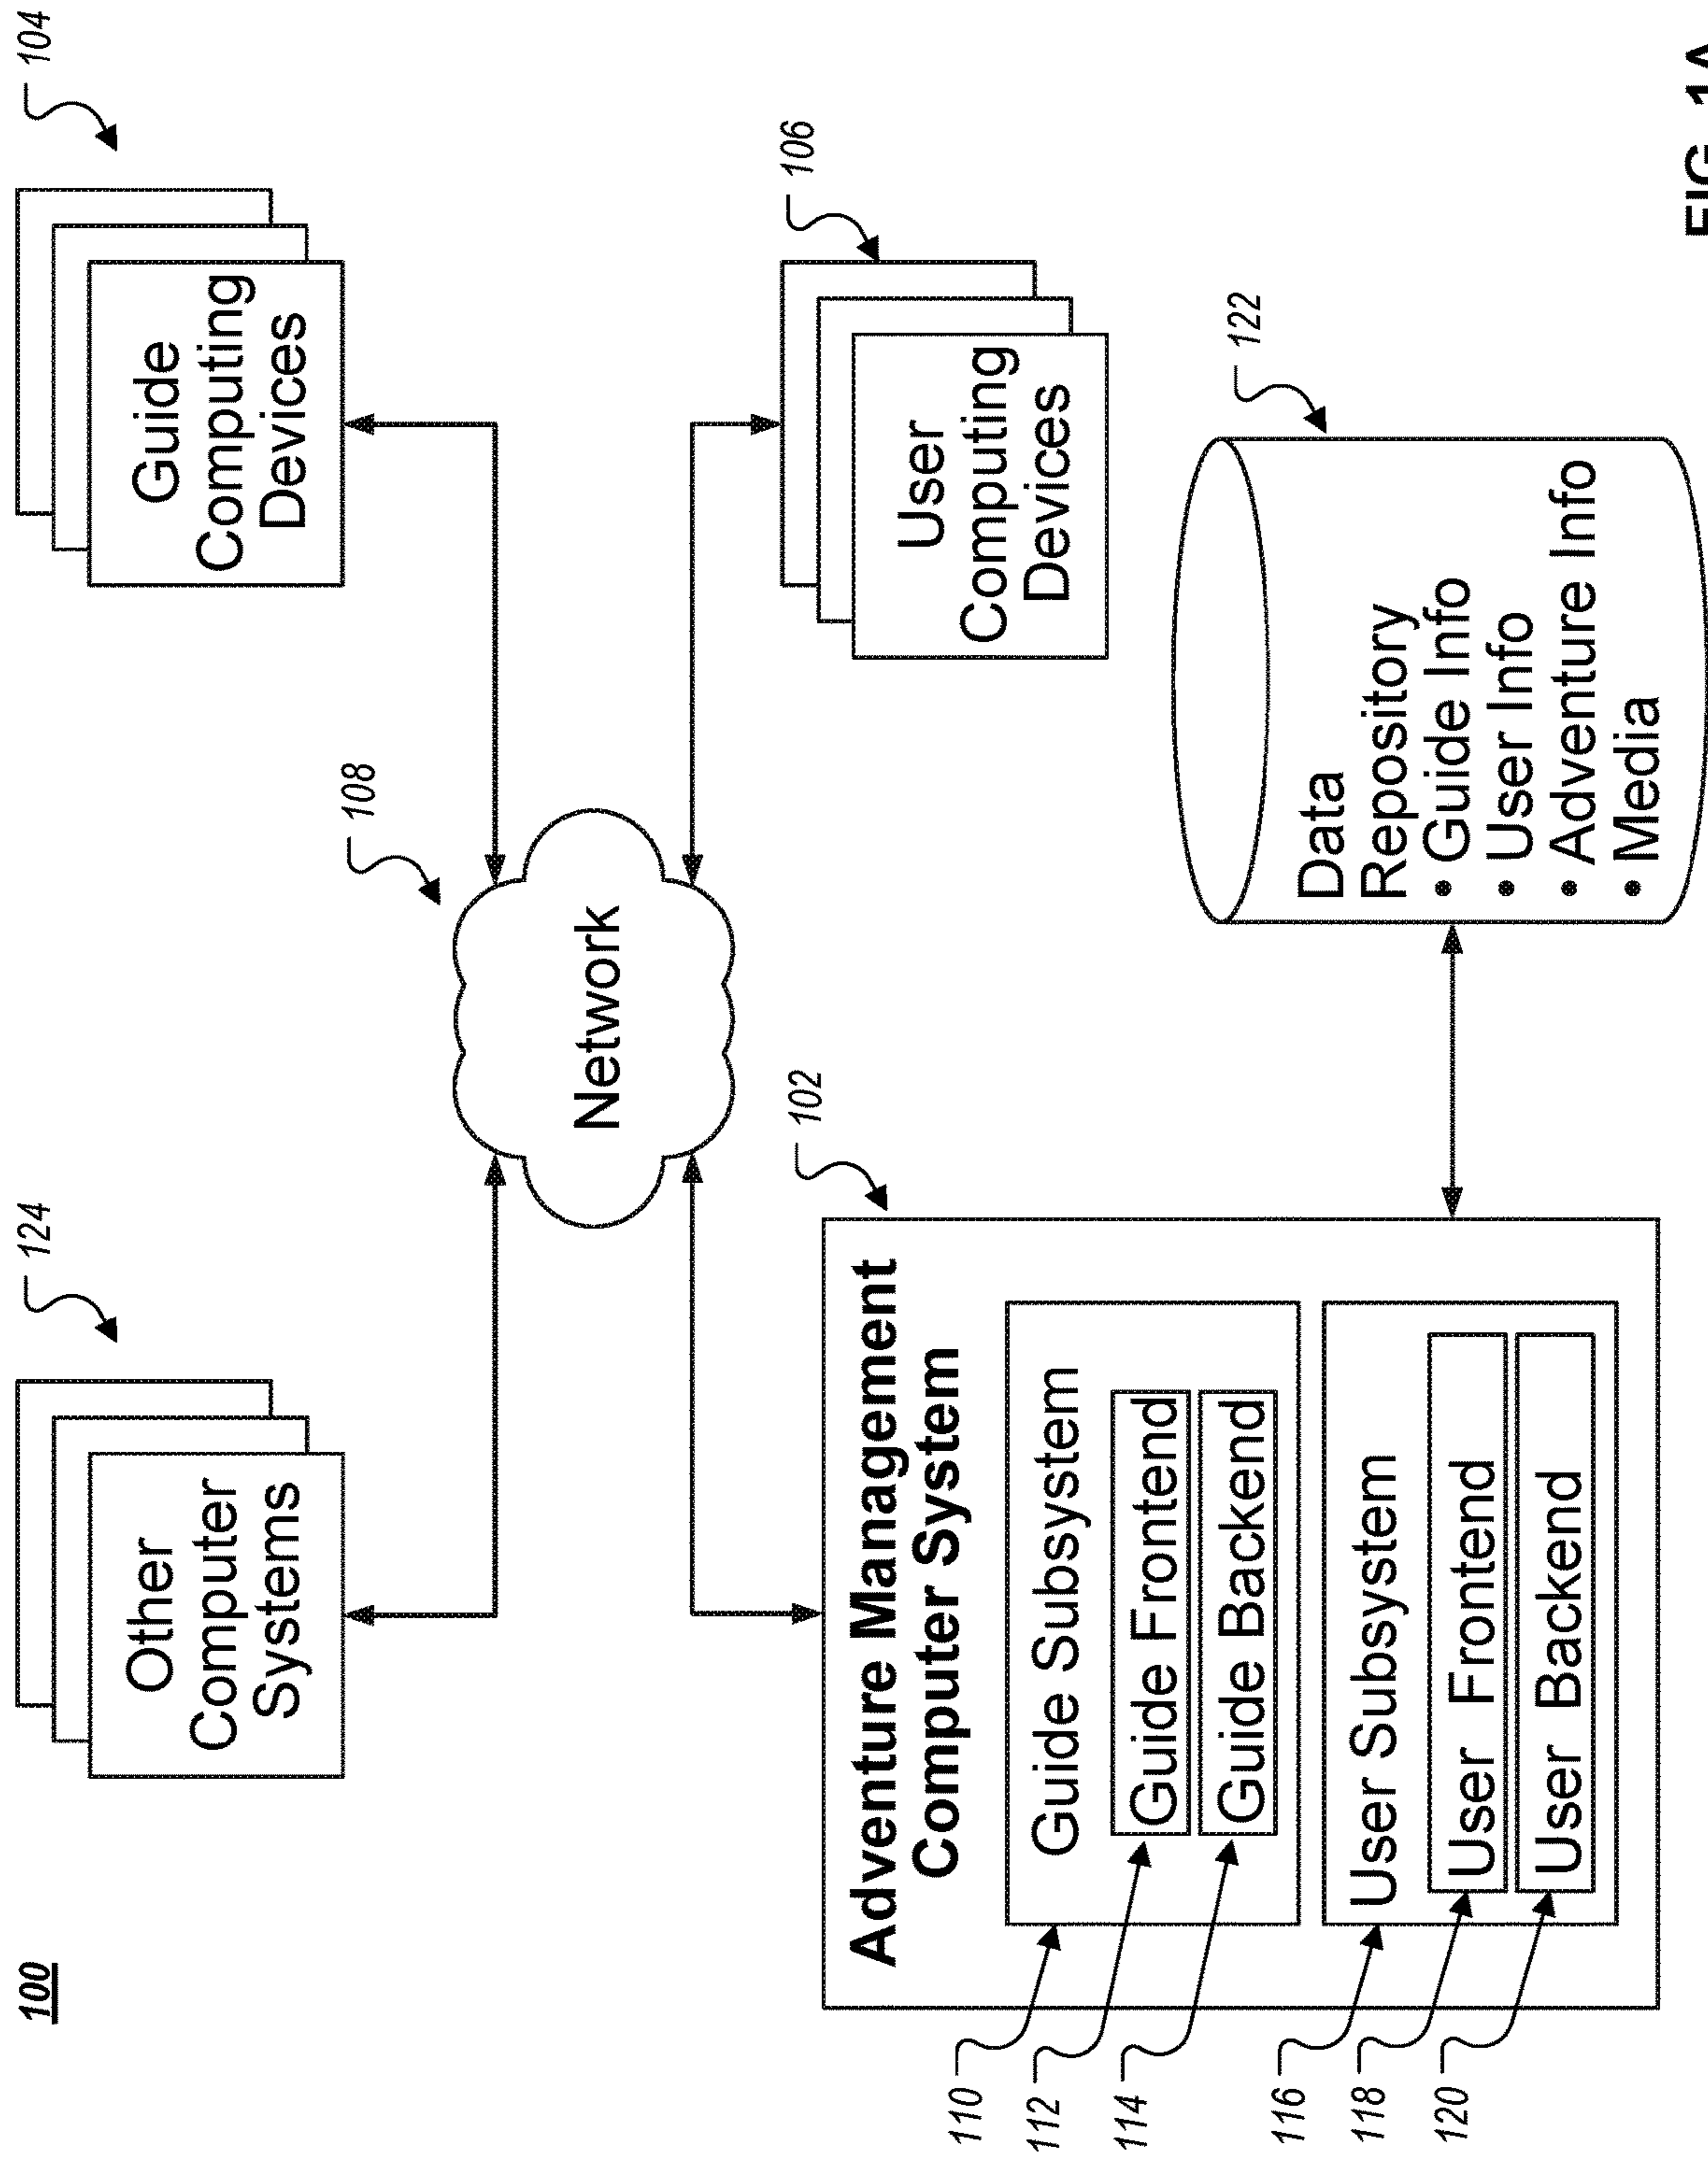 100
124
104
Other
Computer
Systems
Guide
Computing
Devices
108
Network
102
106
User
Computing
Devices
Adventure Management
Computer System
110
Guide Subsystem
112
Guide Frontend
114
Guide Backend
116
User Subsystem
118
User Frontend
120
User Backend
122
Data
Repository
• Guide Info
• User Info
• Adventure Info
• Media
FIG. 1A